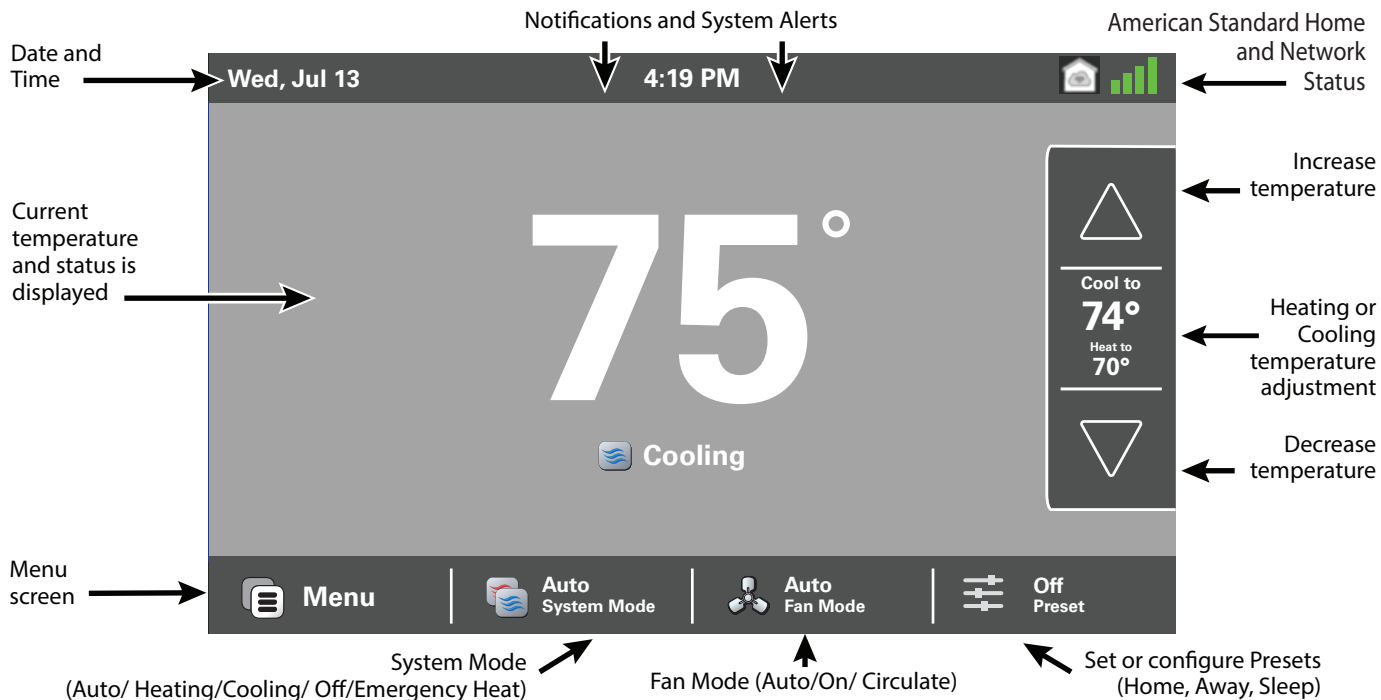 Notifications and System Alerts
American Standard Home
and Network
Status
Date and
Time
Wed, Jul 13
4:19 PM
Increase
temperature
Current
temperature
and status is
displayed
75°
Cool to
74°
Heat to
70°
Heating or
Cooling
temperature
adjustment
Cooling
Decrease
temperature
Menu
screen
Menu
Auto
System Mode
Auto
Fan Mode
Off
Preset
System Mode
(Auto/ Heating/Cooling/ Off/Emergency Heat)
Fan Mode (Auto/On/ Circulate)
Set or configure Presets
(Home, Away, Sleep)